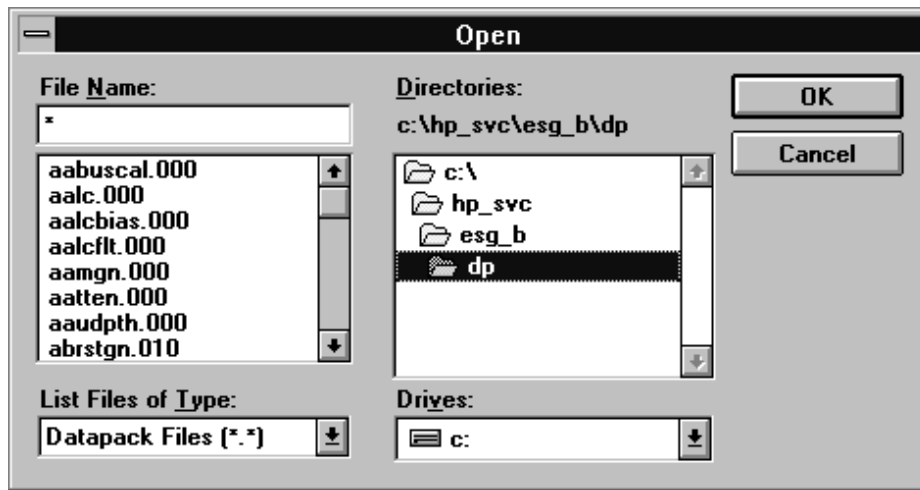 Open
File Name:
*
aabuscal.000
aalc.000
aalcbias.000
aalcflt.000
aamgn.000
aatten.000
aaudpth.000
abrstgn.010
List Files of Type:
Datapack Files (*.*)
Directories:
c:\hp_svc\esg_b\dp
c:\
hp_svc
esg_b
dp
Drives:
c:
OK
Cancel